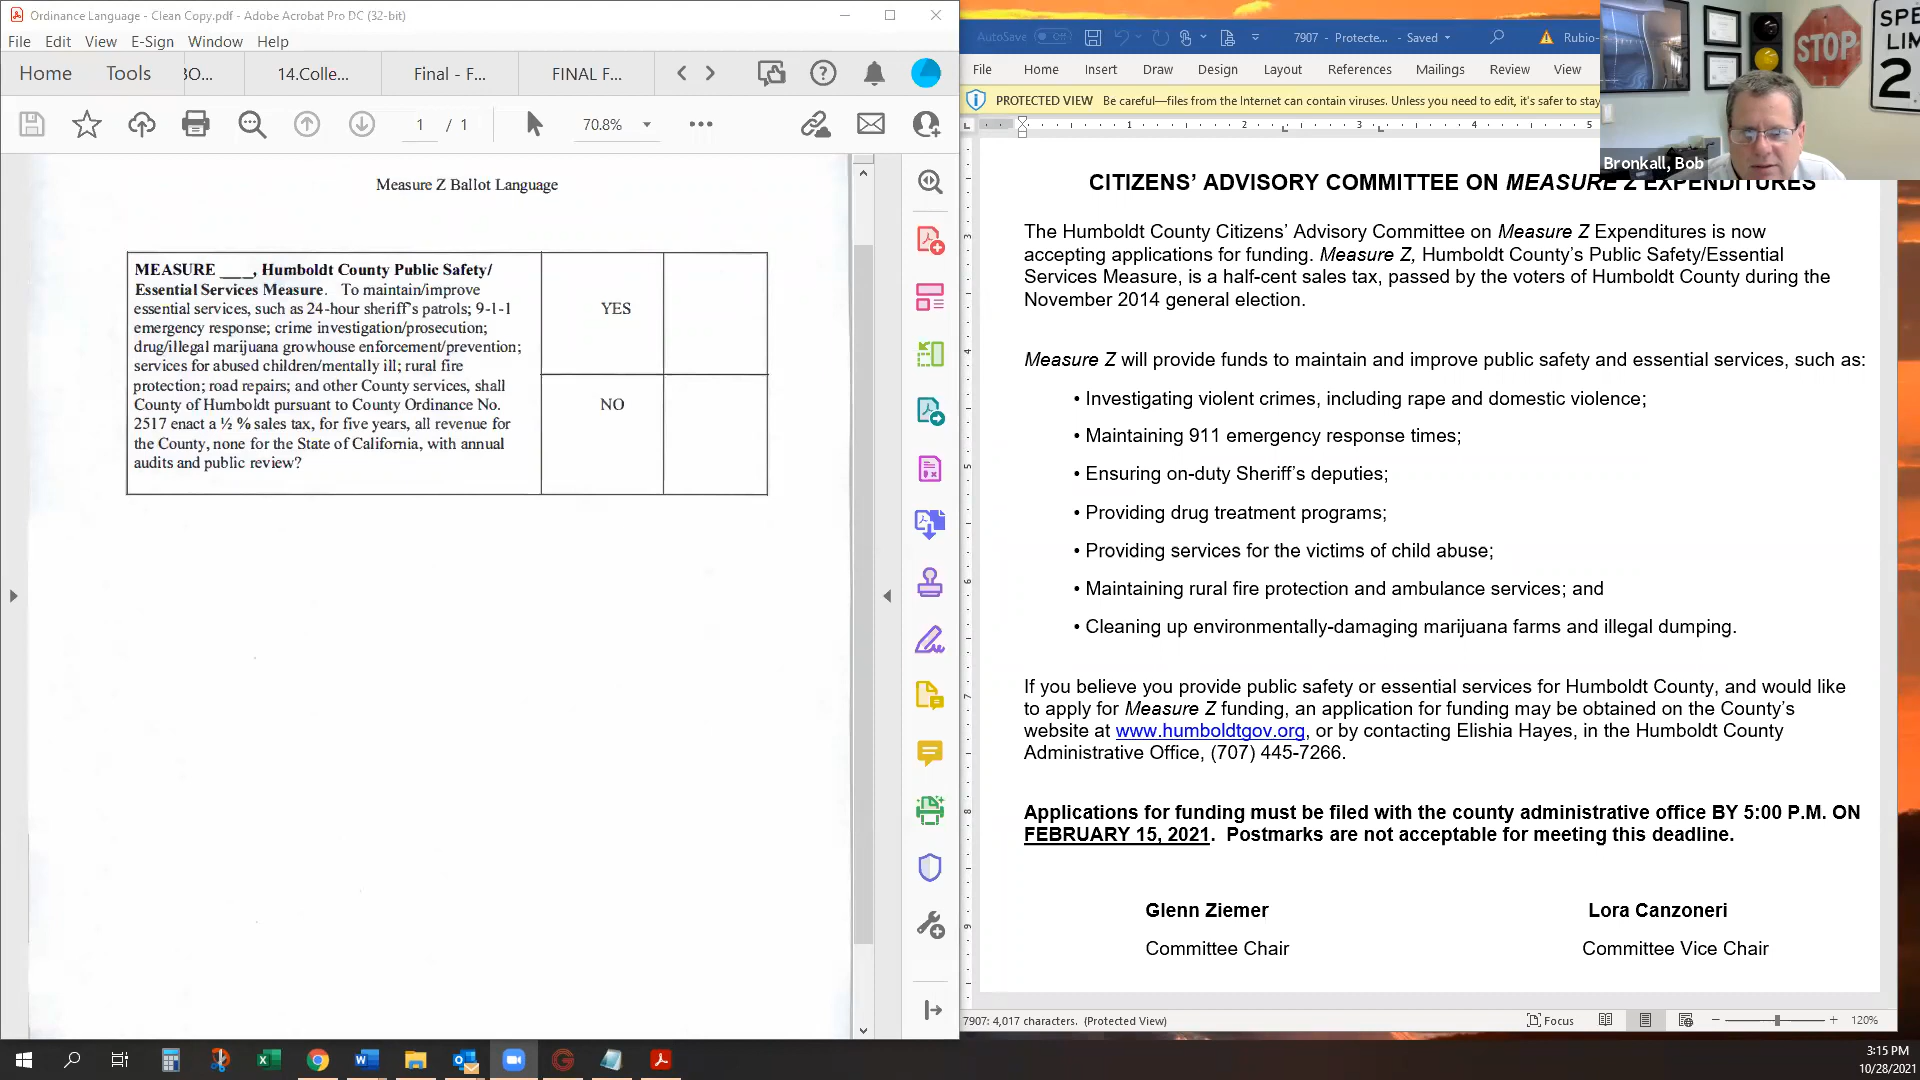 Ordinance Language - Clean Copy.pdf - Adobe Acrobat Pro DC (32-bit)
File Edit View E-Sign Window Help
Home Tools BO... 14.Colle... Final - F... FINAL F...
1 / 1 70.8%
Measure Z Ballot Language
MEASURE ___, Humboldt County Public Safety/
Essential Services Measure. To maintain/improve
essential services, such as 24-hour sheriff's patrols; 9-1-1
emergency response; crime investigation/prosecution;
drug/illegal marijuana growhouse enforcement/prevention;
services for abused children/mentally ill; rural fire
protection; road repairs; and other County services, shall
County of Humboldt pursuant to County Ordinance No.
2517 enact a ½ % sales tax, for five years, all revenue for
the County, none for the State of California, with annual
audits and public review?
YES
NO
AutoSave Off 7907 - Protecte... - Saved Rubio-
File Home Insert Draw Design Layout References Mailings Review View
PROTECTED VIEW Be careful—files from the Internet can contain viruses. Unless you need to edit, it's safer to stay
1 2 3 4 5
STOP
SPE
LIM
2
Bronkall, Bob
CITIZENS' ADVISORY COMMITTEE ON MEASURE Z EXPENDITURES
The Humboldt County Citizens' Advisory Committee on Measure Z Expenditures is now
accepting applications for funding. Measure Z, Humboldt County's Public Safety/Essential
Services Measure, is a half-cent sales tax, passed by the voters of Humboldt County during the
November 2014 general election.
Measure Z will provide funds to maintain and improve public safety and essential services, such as:
• Investigating violent crimes, including rape and domestic violence;
• Maintaining 911 emergency response times;
• Ensuring on-duty Sheriff's deputies;
• Providing drug treatment programs;
• Providing services for the victims of child abuse;
• Maintaining rural fire protection and ambulance services; and
• Cleaning up environmentally-damaging marijuana farms and illegal dumping.
If you believe you provide public safety or essential services for Humboldt County, and would like
to apply for Measure Z funding, an application for funding may be obtained on the County's
website at www.humboldtgov.org, or by contacting Elishia Hayes, in the Humboldt County
Administrative Office, (707) 445-7266.
Applications for funding must be filed with the county administrative office BY 5:00 P.M. ON
FEBRUARY 15, 2021. Postmarks are not acceptable for meeting this deadline.
Glenn Ziemer Lora Canzoneri
Committee Chair Committee Vice Chair
7907: 4,017 characters. (Protected View) Focus 120%
3:15 PM
10/28/2021